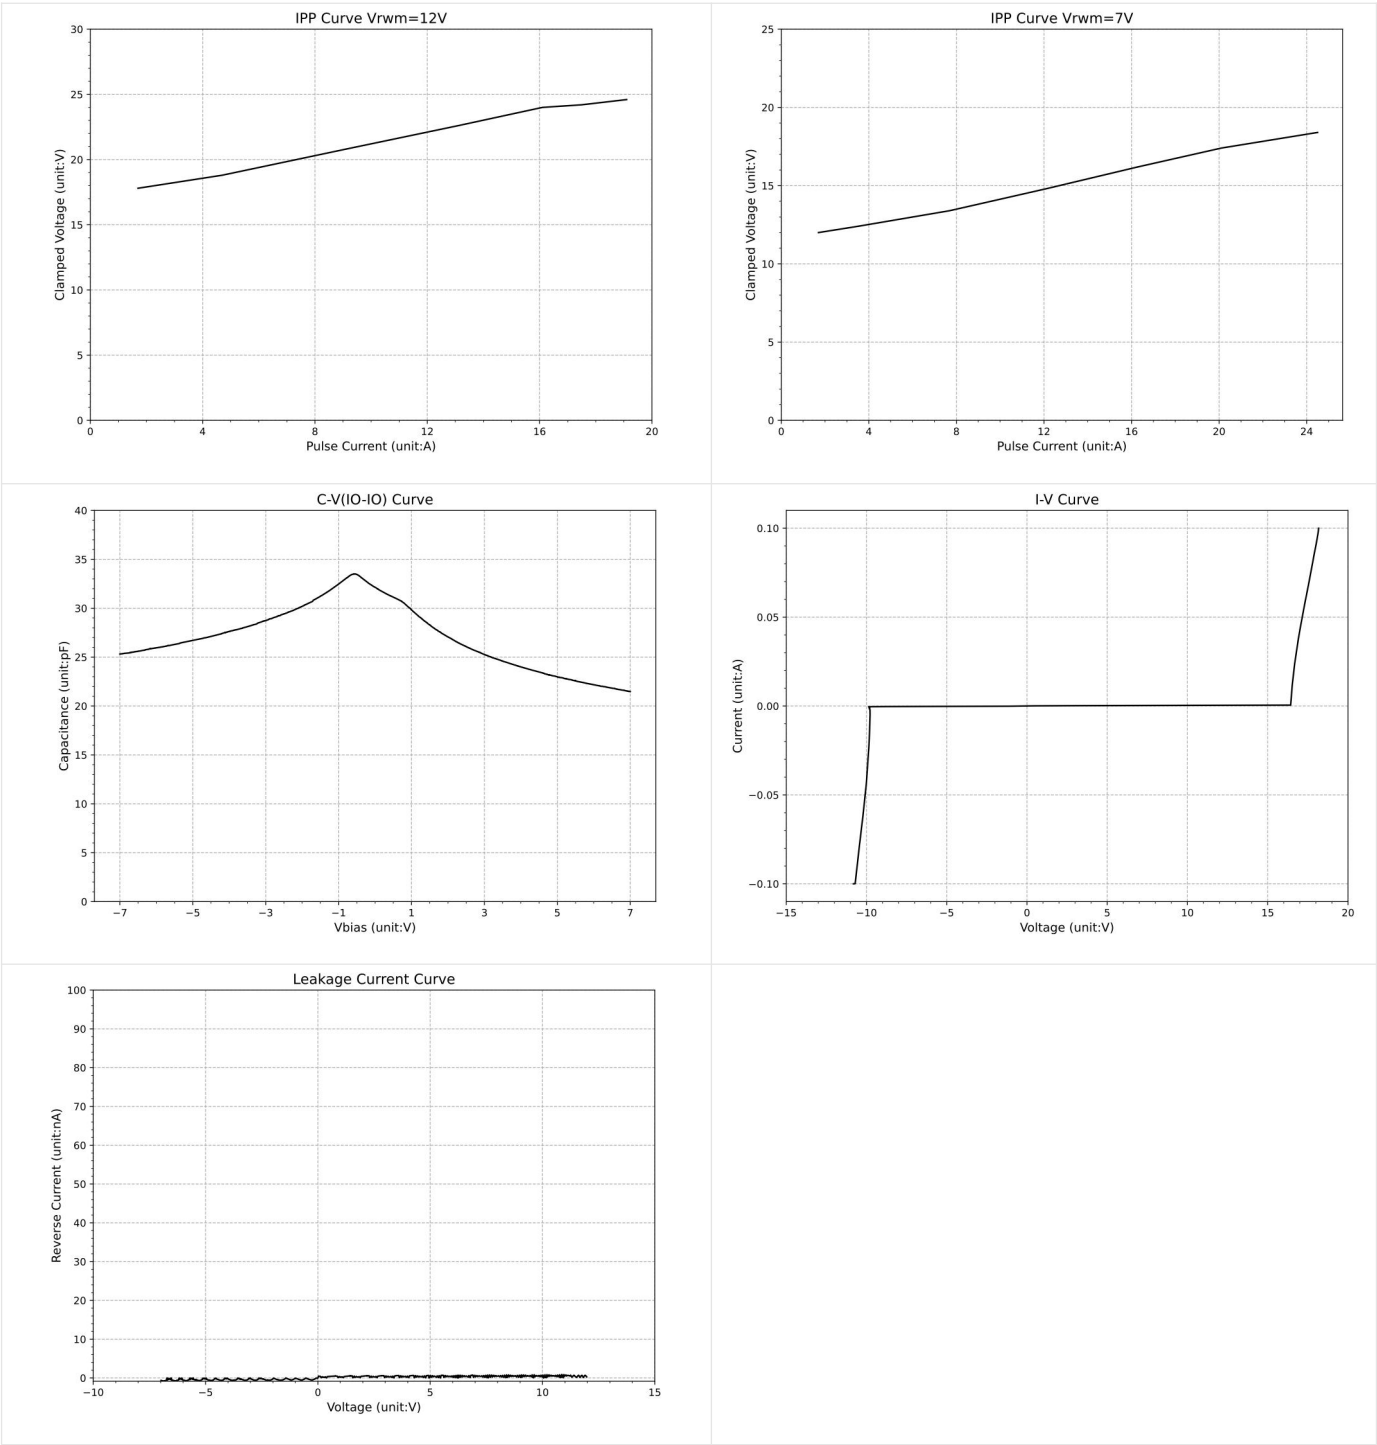 IPP Curve Vrwm=12V
30
25
20
15
10
5
0
Clamped Voltage (unit:V)
0 4 8 12 16 20
Pulse Current (unit:A)
IPP Curve Vrwm=7V
25
20
15
10
5
0
Clamped Voltage (unit:V)
0 4 8 12 16 20 24
Pulse Current (unit:A)
C-V(IO-IO) Curve
40
35
30
25
20
15
10
5
0
Capacitance (unit:pF)
−7 −5 −3 −1 1 3 5 7
Vbias (unit:V)
I-V Curve
0.10
0.05
0.00
−0.05
−0.10
Current (unit:A)
−15 −10 −5 0 5 10 15 20
Voltage (unit:V)
Leakage Current Curve
100
90
80
70
60
50
40
30
20
10
0
Reverse Current (unit:nA)
−10 −5 0 5 10 15
Voltage (unit:V)